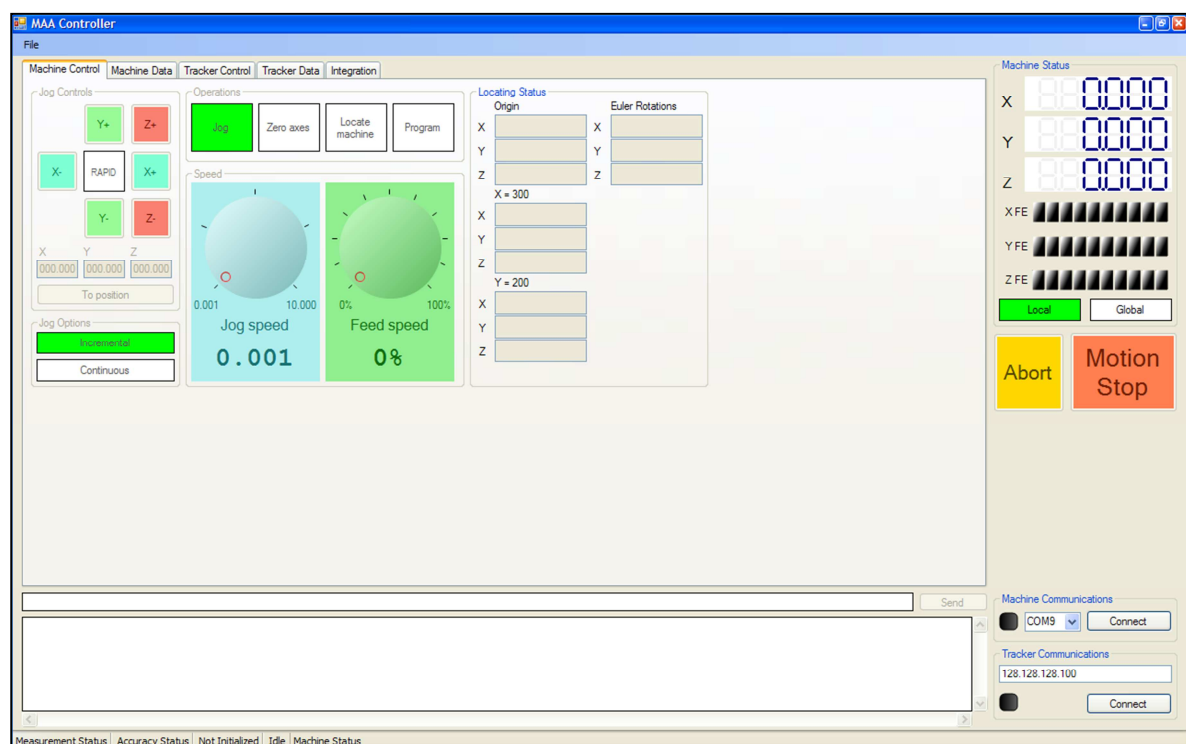 MAA Controller
File
Machine Control Machine Data Tracker Control Tracker Data Integration
Jog Controls
Y+ Z+
X- RAPID X+
Y- Z-
X Y Z
000.000 000.000 000.000
To position
Jog Options
Incremental
Continuous
Operations
Jog Zero axes Locate machine Program
Speed
0.001 10.000
Jog speed
0.001
0% 100%
Feed speed
0%
Locating Status
Origin Euler Rotations
X X
Y Y
Z Z
X = 300
X
Y
Z
Y = 200
X
Y
Z
Machine Status
X 0.000
Y 0.000
Z 0.000
X FE
Y FE
Z FE
Local Global
Abort Motion Stop
Send
Machine Communications
COM9 Connect
Tracker Communications
128.128.128.100
Connect
Measurement Status Accuracy Status Not Initialized Idle Machine Status